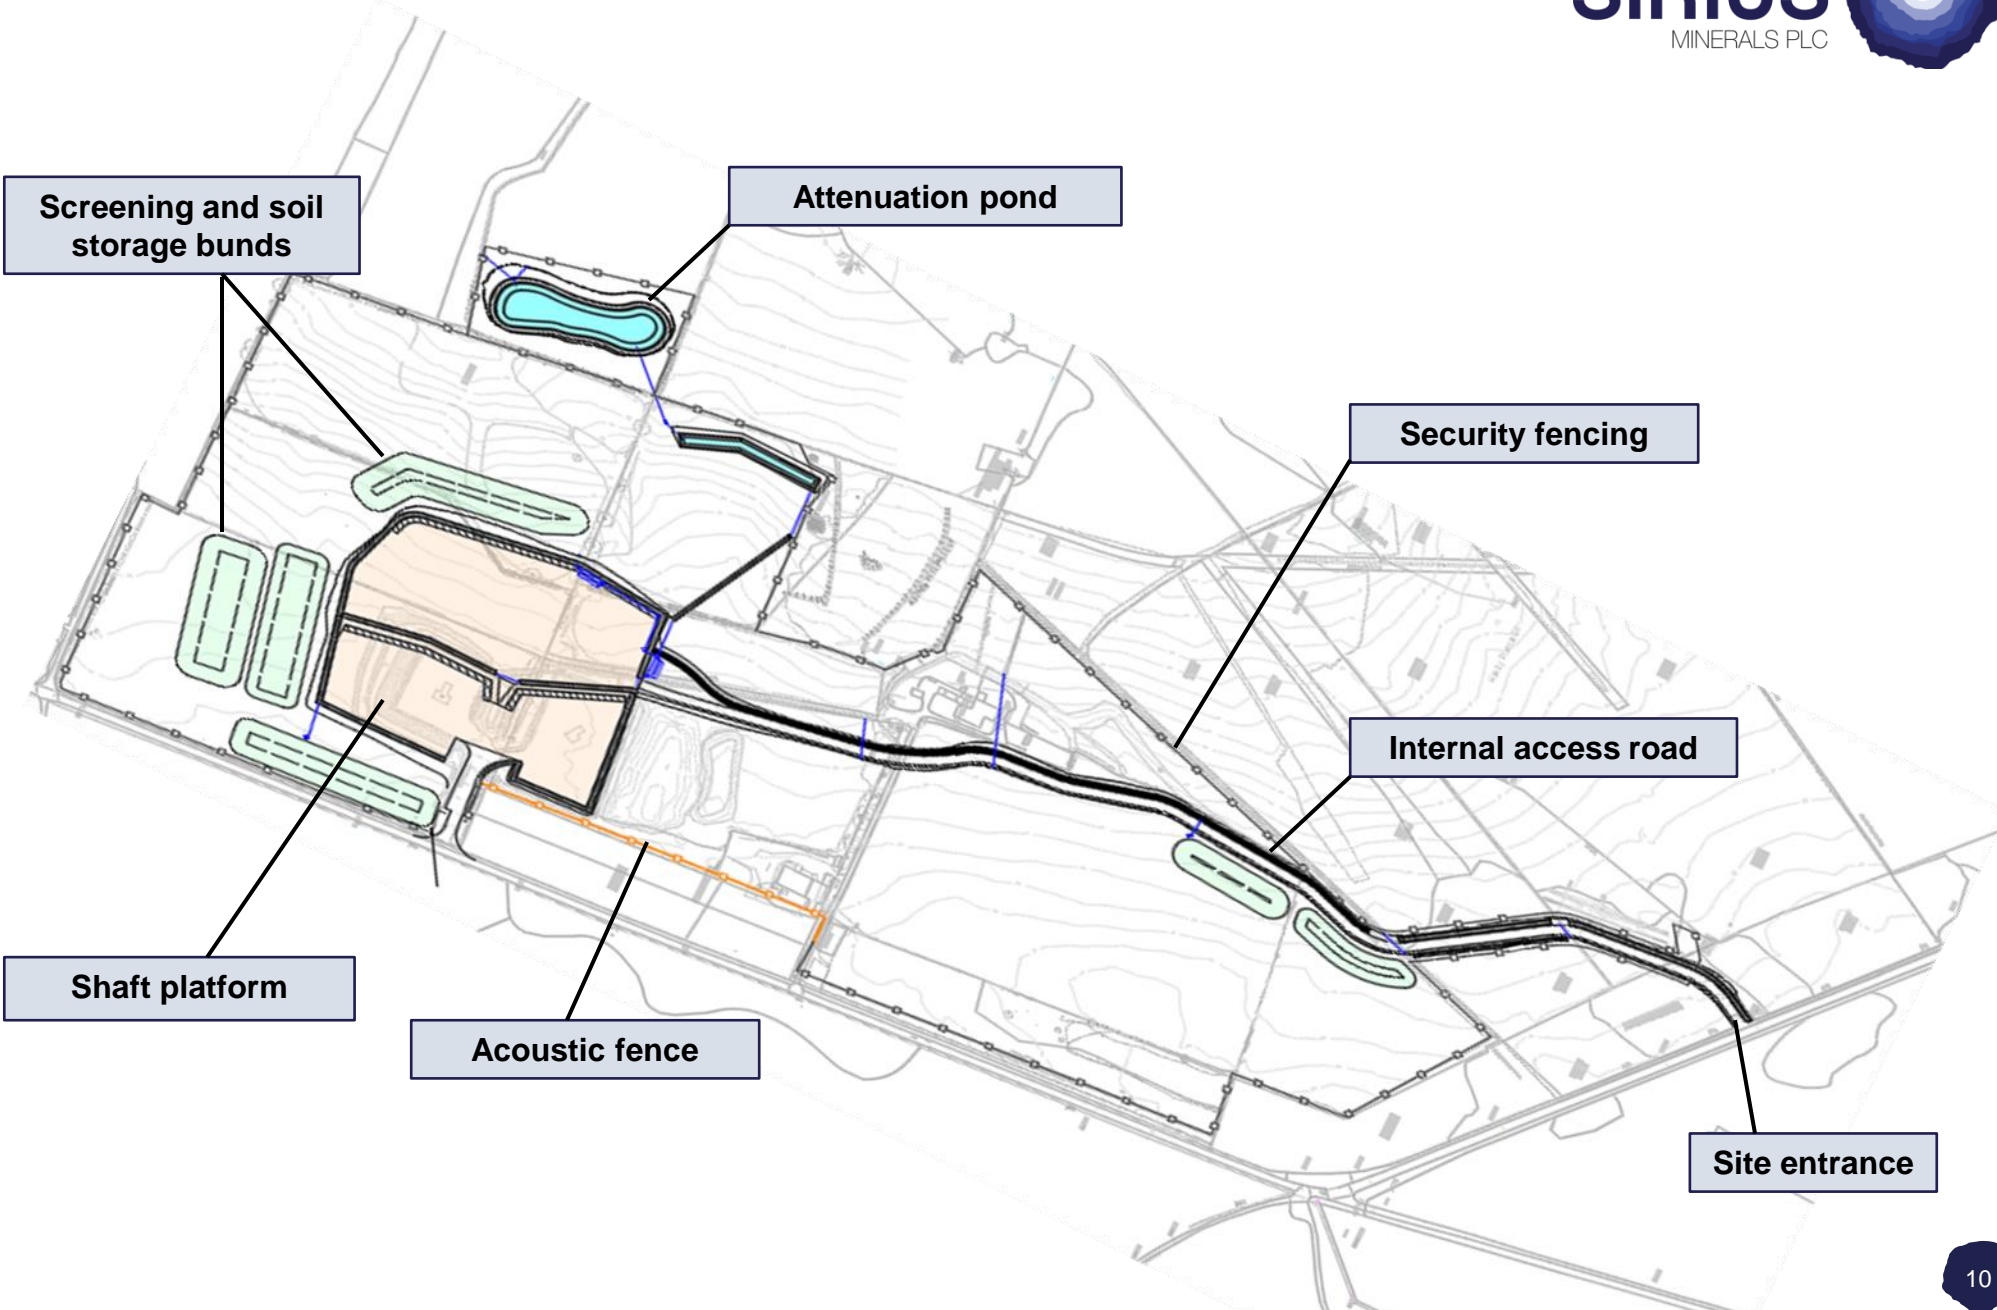 SIRIUS
MINERALS PLC
Screening and soil
storage bunds
Attenuation pond
Security fencing
Internal access road
Shaft platform
Acoustic fence
Site entrance
10